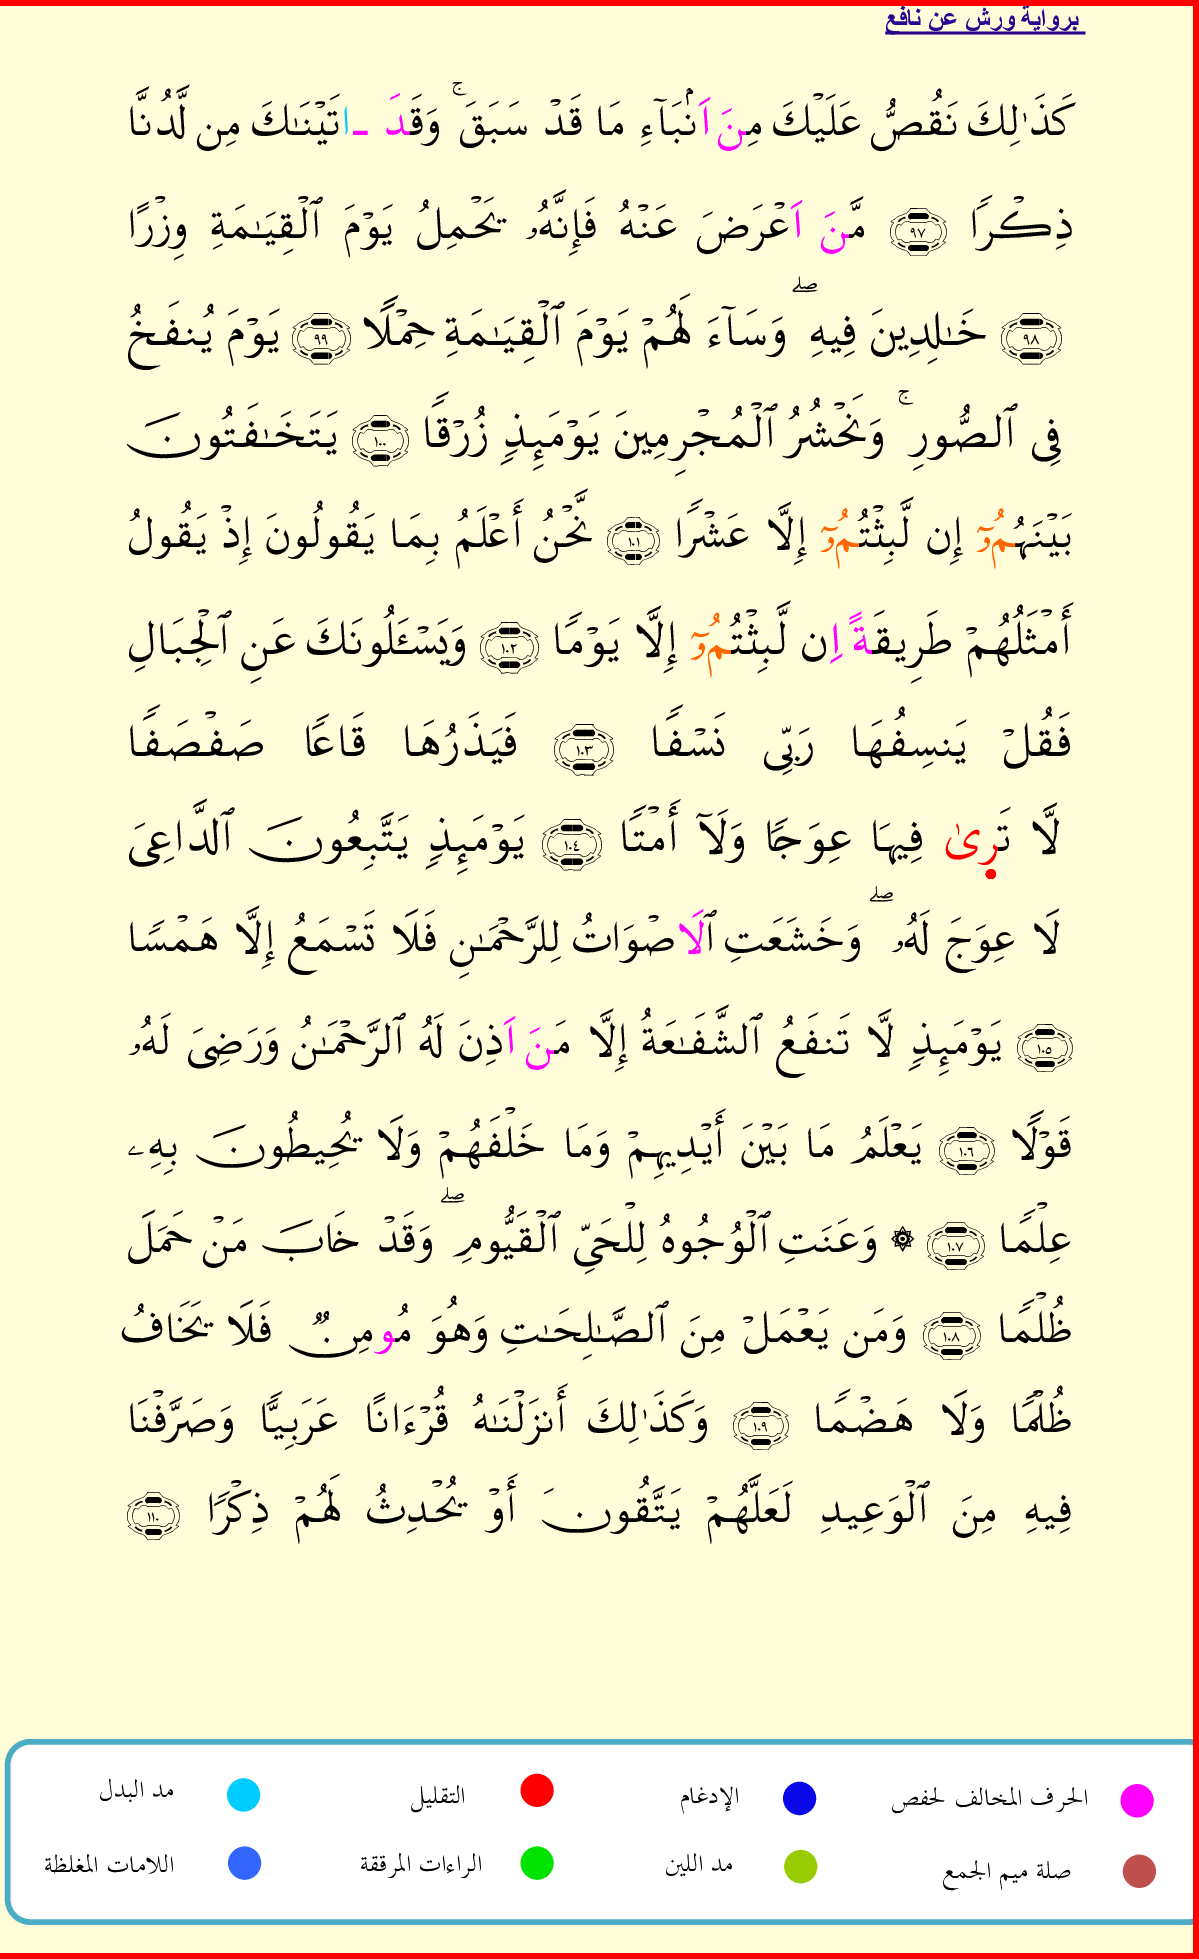 برواية ورش عن نافع
كَذَٰلِكَ نَقُصُّ عَلَيْكَ مِنَ اَنۢبَآءِ مَا قَدْ سَبَقَ ۚ وَقَدَ ـاتَيْنَٰكَ مِن لَّدُنَّا
ذِكْرًا ٩٧ مَّنَ اَعْرَضَ عَنْهُ فَإِنَّهُۥ يَحْمِلُ يَوْمَ ٱلْقِيَٰمَةِ وِزْرًا
٩٨ خَٰلِدِينَ فِيهِ ۖ وَسَآءَ لَهُمْ يَوْمَ ٱلْقِيَٰمَةِ حِمْلًا ٩٩ يَوْمَ يُنفَخُ
فِى ٱلصُّورِ ۚ وَنَحْشُرُ ٱلْمُجْرِمِينَ يَوْمَئِذٍ زُرْقًا ١٠٠ يَتَخَٰفَتُونَ
بَيْنَهُمُۥٓ إِن لَّبِثْتُمُۥٓ إِلَّا عَشْرًا ١٠١ نَّحْنُ أَعْلَمُ بِمَا يَقُولُونَ إِذْ يَقُولُ
أَمْثَلُهُمْ طَرِيقَةً اِن لَّبِثْتُمُۥٓ إِلَّا يَوْمًا ١٠٢ وَيَسْـَٔلُونَكَ عَنِ ٱلْجِبَالِ
فَقُلْ يَنسِفُهَا رَبِّى نَسْفًا ١٠٣ فَيَذَرُهَا قَاعًا صَفْصَفًا
لَّا تَرِىٰ فِيهَا عِوَجًا وَلَآ أَمْتًا ١٠٤ يَوْمَئِذٍ يَتَّبِعُونَ ٱلدَّاعِىَ
لَا عِوَجَ لَهُۥ ۖ وَخَشَعَتِ ٱلَاصْوَاتُ لِلرَّحْمَٰنِ فَلَا تَسْمَعُ إِلَّا هَمْسًا
١٠٥ يَوْمَئِذٍ لَّا تَنفَعُ ٱلشَّفَٰعَةُ إِلَّا مَنَ اَذِنَ لَهُ ٱلرَّحْمَٰنُ وَرَضِىَ لَهُۥ
قَوْلًا ١٠٦ يَعْلَمُ مَا بَيْنَ أَيْدِيهِمْ وَمَا خَلْفَهُمْ وَلَا يُحِيطُونَ بِهِۦ
عِلْمًا ١٠٧ ۞ وَعَنَتِ ٱلْوُجُوهُ لِلْحَىِّ ٱلْقَيُّومِ ۖ وَقَدْ خَابَ مَنْ حَمَلَ
ظُلْمًا ١٠٨ وَمَن يَعْمَلْ مِنَ ٱلصَّٰلِحَٰتِ وَهُوَ مُومِنٌ فَلَا يَخَافُ
ظُلْمًا وَلَا هَضْمًا ١٠٩ وَكَذَٰلِكَ أَنزَلْنَٰهُ قُرْءَانًا عَرَبِيًّا وَصَرَّفْنَا
فِيهِ مِنَ ٱلْوَعِيدِ لَعَلَّهُمْ يَتَّقُونَ أَوْ يُحْدِثُ لَهُمْ ذِكْرًا ١١٠
الحرف المخالف لحفص الإدغام التقليل مد البدل
صلة ميم الجمع مد اللين الراءات المرققة اللامات المغلظة